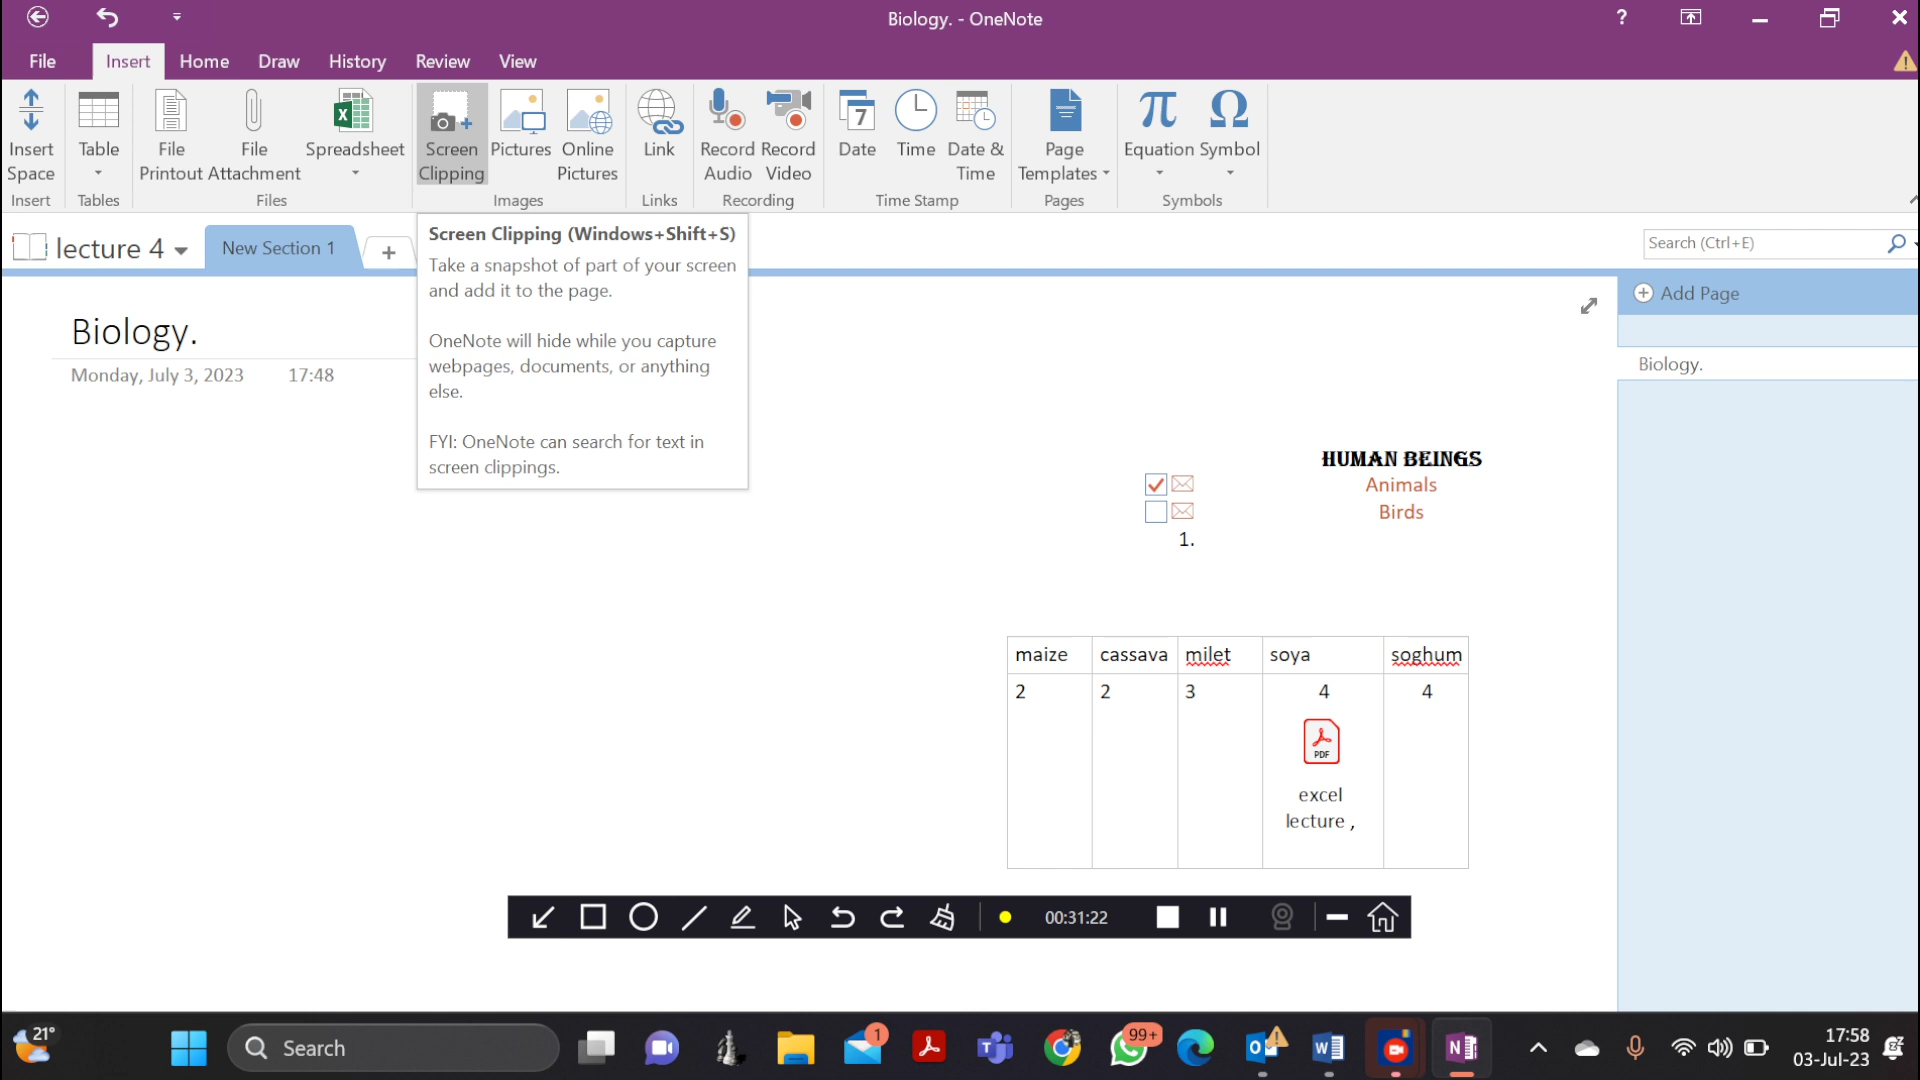 Biology. - OneNote
?
File Insert Home Draw History Review View
Insert Space
Table
File Printout
File Attachment
Spreadsheet
Screen Clipping
Pictures
Online Pictures
Link
Record Audio
Record Video
Date
Time
Date & Time
Page Templates
Equation
Symbol
Insert Tables Files Images Links Recording Time Stamp Pages Symbols
lecture 4
New Section 1
+
Search (Ctrl+E)
Screen Clipping (Windows+Shift+S)
Take a snapshot of part of your screen
and add it to the page.
OneNote will hide while you capture
webpages, documents, or anything
else.
FYI: OneNote can search for text in
screen clippings.
Add Page
Biology.
Biology.
Monday, July 3, 2023 17:48
HUMAN BEINGS
Animals
Birds
1.
maize cassava milet soya soghum
2 2 3 4 4
PDF
excel
lecture ,
00:31:22
21°
Search
1
99+
17:58
03-Jul-23